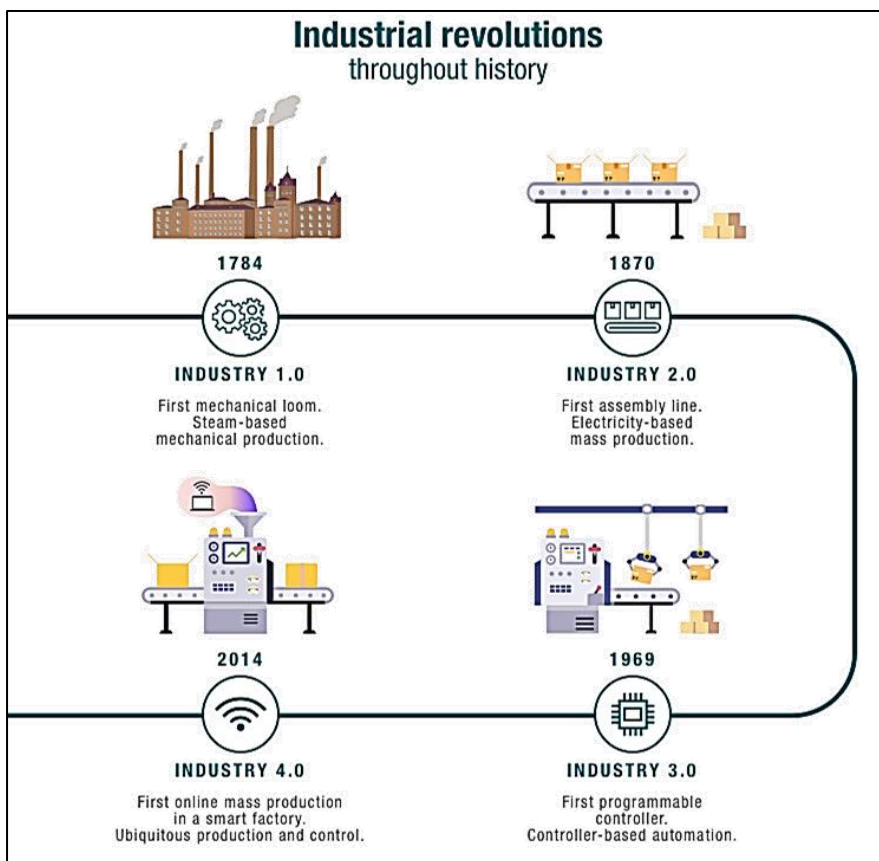 Industrial revolutions
throughout history
1784
INDUSTRY 1.0
First mechanical loom.
Steam-based
mechanical production.
1870
INDUSTRY 2.0
First assembly line.
Electricity-based
mass production.
1969
INDUSTRY 3.0
First programmable
controller.
Controller-based automation.
2014
INDUSTRY 4.0
First online mass production
in a smart factory.
Ubiquitous production and control.